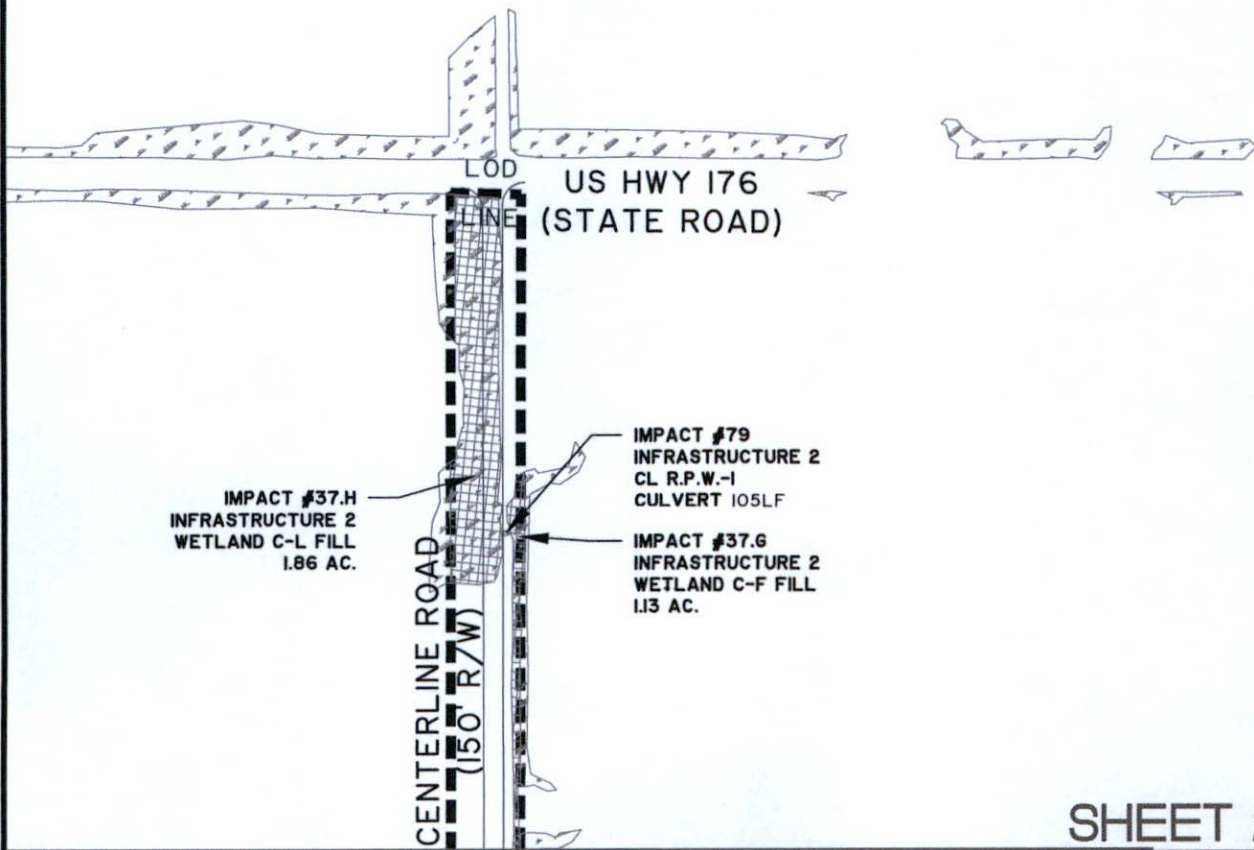 LOD
LINE
US HWY 176
(STATE ROAD)
IMPACT #79
INFRASTRUCTURE 2
CL R.P.W.-1
CULVERT 105LF
IMPACT #37.H
INFRASTRUCTURE 2
WETLAND C-L FILL
1.86 AC.
IMPACT #37.G
INFRASTRUCTURE 2
WETLAND C-F FILL
1.13 AC.
CENTERLINE ROAD
(150' R/W)
SHEET